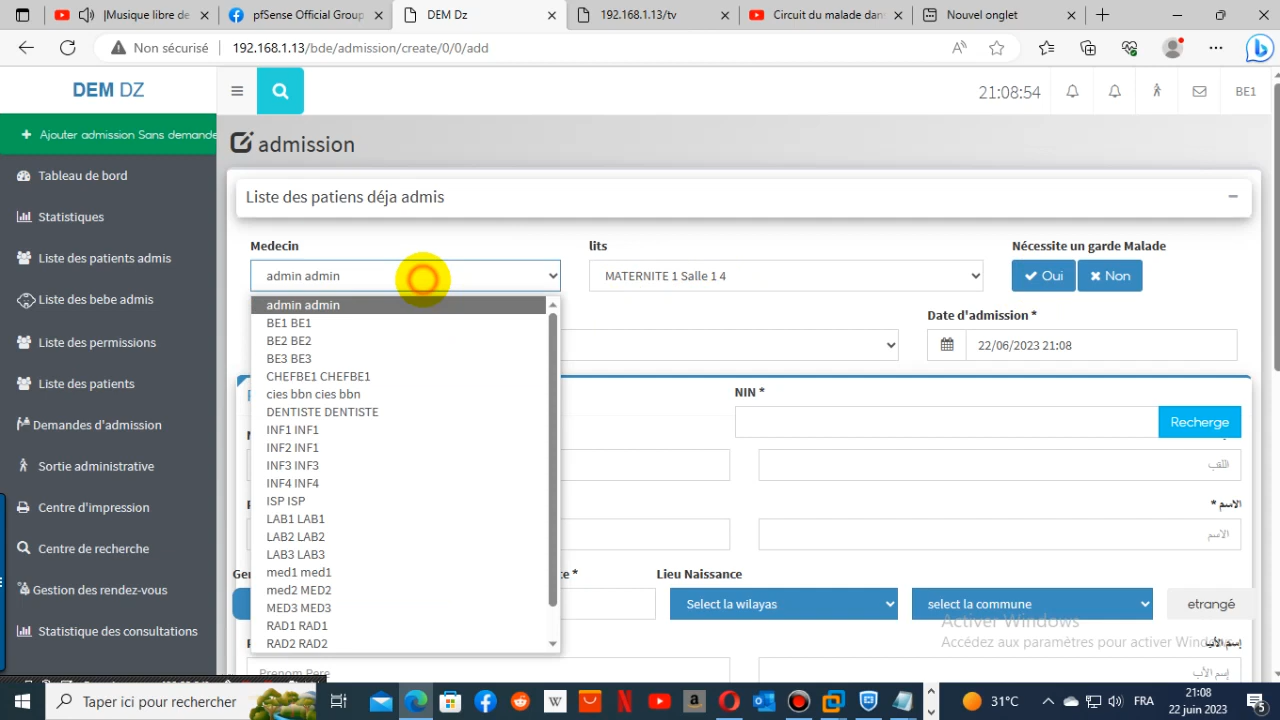 |Musique libre de
pfSense Official Group
DEM Dz
192.168.1.13/tv
Circuit du malade dans
Nouvel onglet
Non sécurisé
192.168.1.13/bde/admission/create/0/0/add
DEM DZ
21:08:54
BE1
Ajouter admission Sans demande
Tableau de bord
Statistiques
Liste des patients admis
Liste des bebe admis
Liste des permissions
Liste des patients
Demandes d'admission
Sortie administrative
Centre d'impression
Centre de recherche
Gestion des rendez-vous
Statistique des consultations
admission
Liste des patiens déja admis
Medecin
lits
Nécessite un garde Malade
admin admin
MATERNITE 1 Salle 1 4
Oui
Non
admin admin
BE1 BE1
BE2 BE2
BE3 BE3
CHEFBE1 CHEFBE1
cies bbn cies bbn
DENTISTE DENTISTE
INF1 INF1
INF2 INF1
INF3 INF3
INF4 INF4
ISP ISP
LAB1 LAB1
LAB2 LAB2
LAB3 LAB3
med1 med1
med2 MED2
MED3 MED3
RAD1 RAD1
RAD2 RAD2
Date d'admission *
22/06/2023 21:08
NIN *
Recharge
اللقب
الاسم *
الاسم
Lieu Naissance
Select la wilayas
select la commune
etrangé
Activer Windows
Accédez aux paramètres pour activer Windows
إسم الأب
Prenom Pere
إسم الأب
Taper ici pour rechercher
31°C
FRA
21:08
22 juin 2023
5